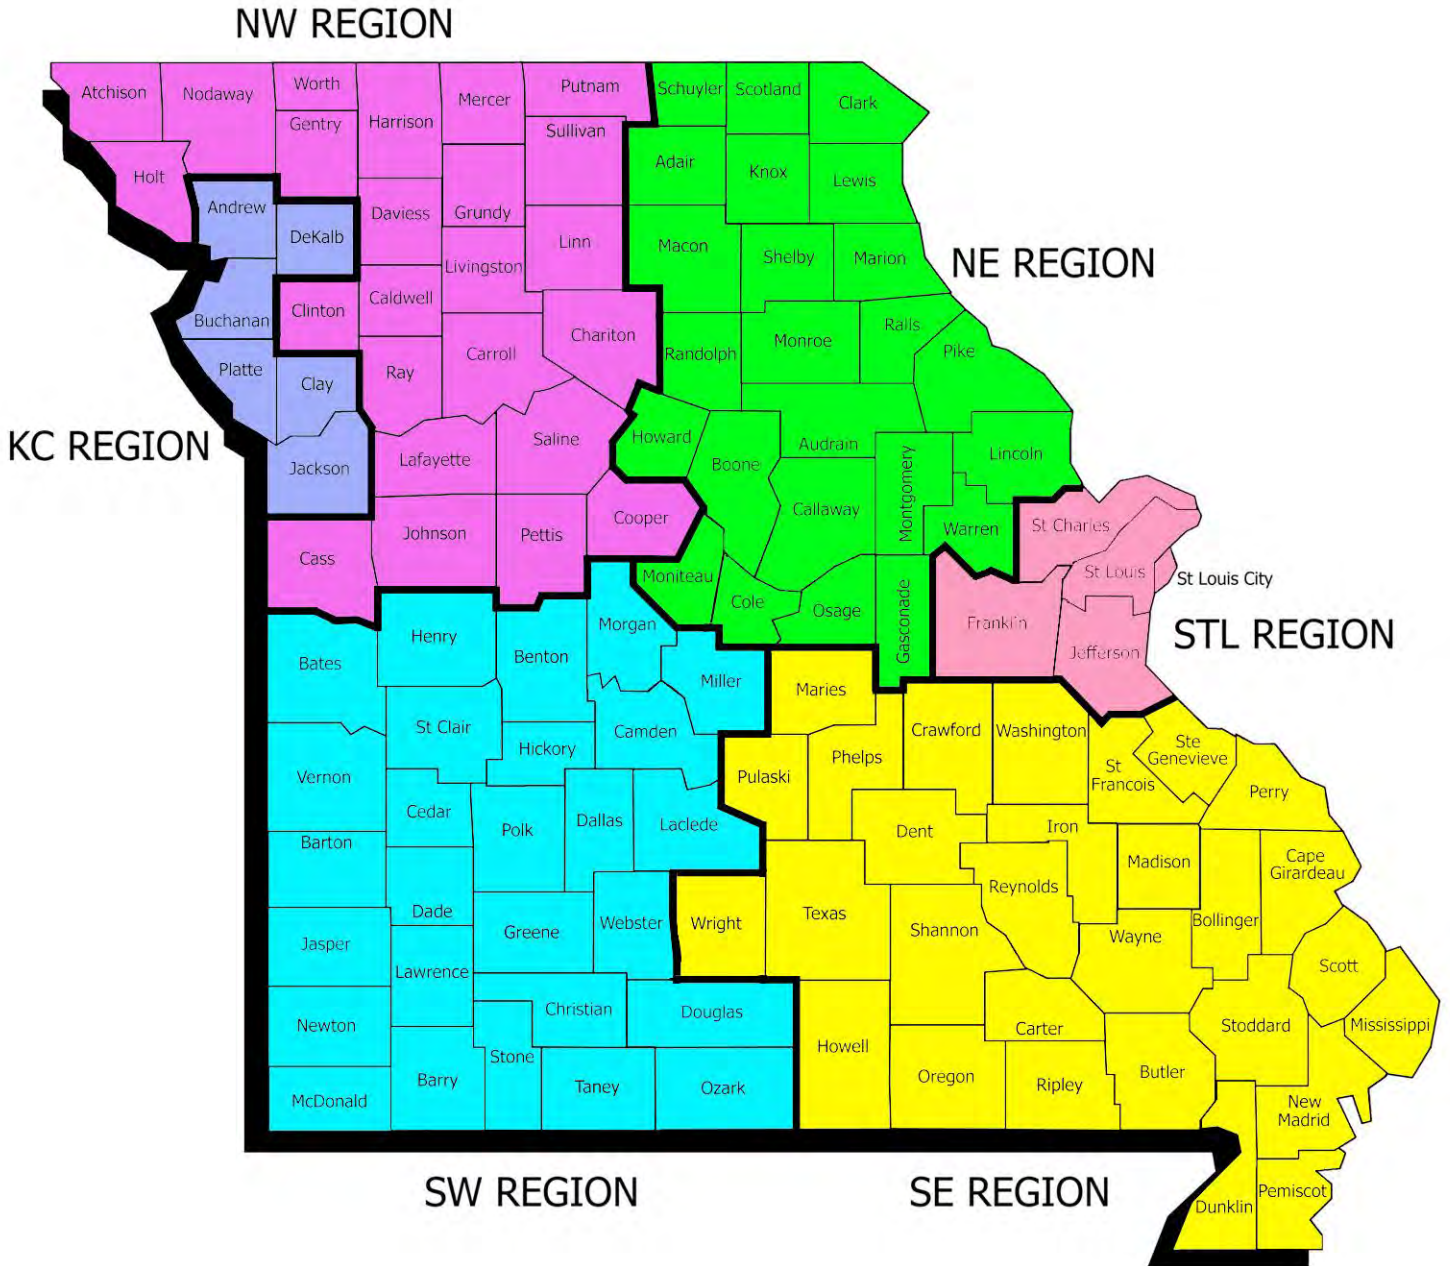 NW REGION
Atchison
Nodaway
Worth
Gentry
Harrison
Mercer
Putnam
Sullivan
Schuyler
Scotland
Clark
Holt
Andrew
DeKalb
Daviess
Grundy
Linn
Adair
Knox
Lewis
Macon
Shelby
Marion
NE REGION
Livingston
Buchanan
Clinton
Caldwell
Chariton
Carroll
Randolph
Monroe
Ralls
Pike
Platte
Clay
Ray
KC REGION
Jackson
Lafayette
Saline
Howard
Boone
Audrain
Montgomery
Lincoln
Cass
Johnson
Pettis
Cooper
Callaway
Warren
St Charles
St Louis
St Louis City
Moniteau
Cole
Osage
Gasconade
Franklin
Jefferson
STL REGION
Bates
Henry
Benton
Morgan
Miller
Maries
St Clair
Hickory
Camden
Pulaski
Phelps
Crawford
Washington
St
Francois
Ste
Genevieve
Perry
Vernon
Cedar
Polk
Dallas
Laclede
Dent
Iron
Madison
Cape
Girardeau
Barton
Dade
Greene
Webster
Wright
Texas
Shannon
Reynolds
Wayne
Bollinger
Scott
Jasper
Lawrence
Christian
Douglas
Newton
Stone
Howell
Carter
Stoddard
Mississippi
McDonald
Barry
Taney
Ozark
Oregon
Ripley
Butler
New
Madrid
SW REGION
SE REGION
Dunklin
Pemiscot